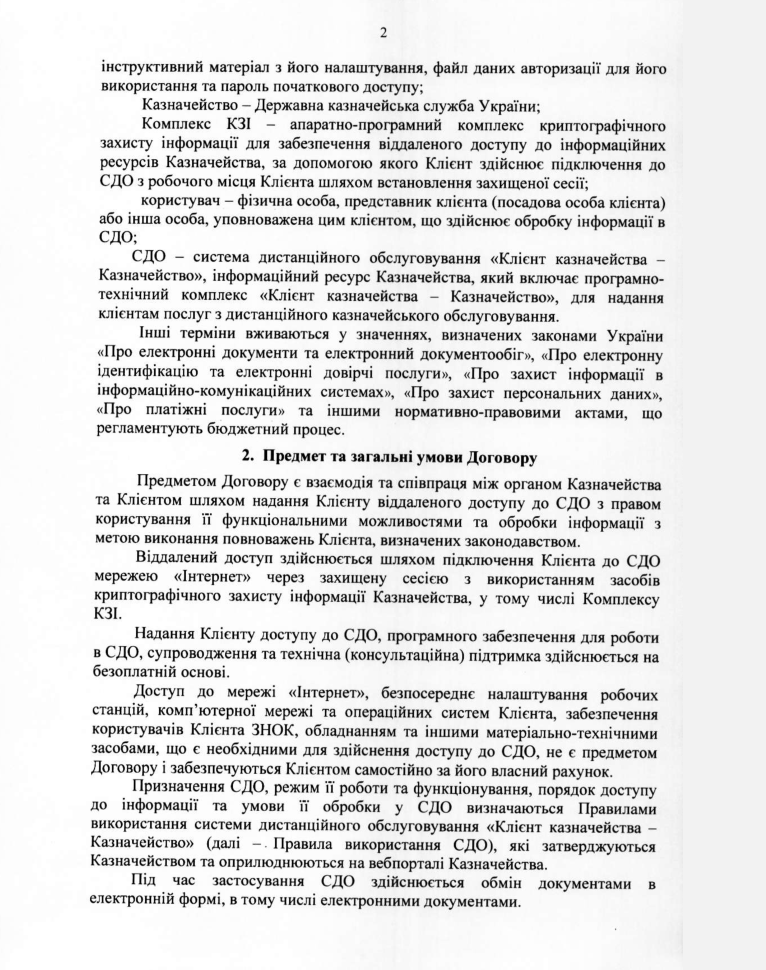 2
інструктивний матеріал з його налаштування, файл даних авторизації для його
використання та пароль початкового доступу;
Казначейство – Державна казначейська служба України;
Комплекс КЗІ – апаратно-програмний комплекс криптографічного
захисту інформації для забезпечення віддаленого доступу до інформаційних
ресурсів Казначейства, за допомогою якого Клієнт здійснює підключення до
СДО з робочого місця Клієнта шляхом встановлення захищеної сесії;
користувач – фізична особа, представник клієнта (посадова особа клієнта)
або інша особа, уповноважена цим клієнтом, що здійснює обробку інформації в
СДО;
СДО – система дистанційного обслуговування «Клієнт казначейства –
Казначейство», інформаційний ресурс Казначейства, який включає програмно-
технічний комплекс «Клієнт казначейства – Казначейство», для надання
клієнтам послуг з дистанційного казначейського обслуговування.
Інші терміни вживаються у значеннях, визначених законами України
«Про електронні документи та електронний документообіг», «Про електронну
ідентифікацію та електронні довірчі послуги», «Про захист інформації в
інформаційно-комунікаційних системах», «Про захист персональних даних»,
«Про платіжні послуги» та іншими нормативно-правовими актами, що
регламентують бюджетний процес.
2. Предмет та загальні умови Договору
Предметом Договору є взаємодія та співпраця між органом Казначейства
та Клієнтом шляхом надання Клієнту віддаленого доступу до СДО з правом
користування її функціональними можливостями та обробки інформації з
метою виконання повноважень Клієнта, визначених законодавством.
Віддалений доступ здійснюється шляхом підключення Клієнта до СДО
мережею «Інтернет» через захищену сесією з використанням засобів
криптографічного захисту інформації Казначейства, у тому числі Комплексу
КЗІ.
Надання Клієнту доступу до СДО, програмного забезпечення для роботи
в СДО, супроводження та технічна (консультаційна) підтримка здійснюється на
безоплатній основі.
Доступ до мережі «Інтернет», безпосереднє налаштування робочих
станцій, комп’ютерної мережі та операційних систем Клієнта, забезпечення
користувачів Клієнта ЗНОК, обладнанням та іншими матеріально-технічними
засобами, що є необхідними для здійснення доступу до СДО, не є предметом
Договору і забезпечуються Клієнтом самостійно за його власний рахунок.
Призначення СДО, режим її роботи та функціонування, порядок доступу
до інформації та умови її обробки у СДО визначаються Правилами
використання системи дистанційного обслуговування «Клієнт казначейства –
Казначейство» (далі – Правила використання СДО), які затверджуються
Казначейством та оприлюднюються на вебпорталі Казначейства.
Під час застосування СДО здійснюється обмін документами в
електронній формі, в тому числі електронними документами.